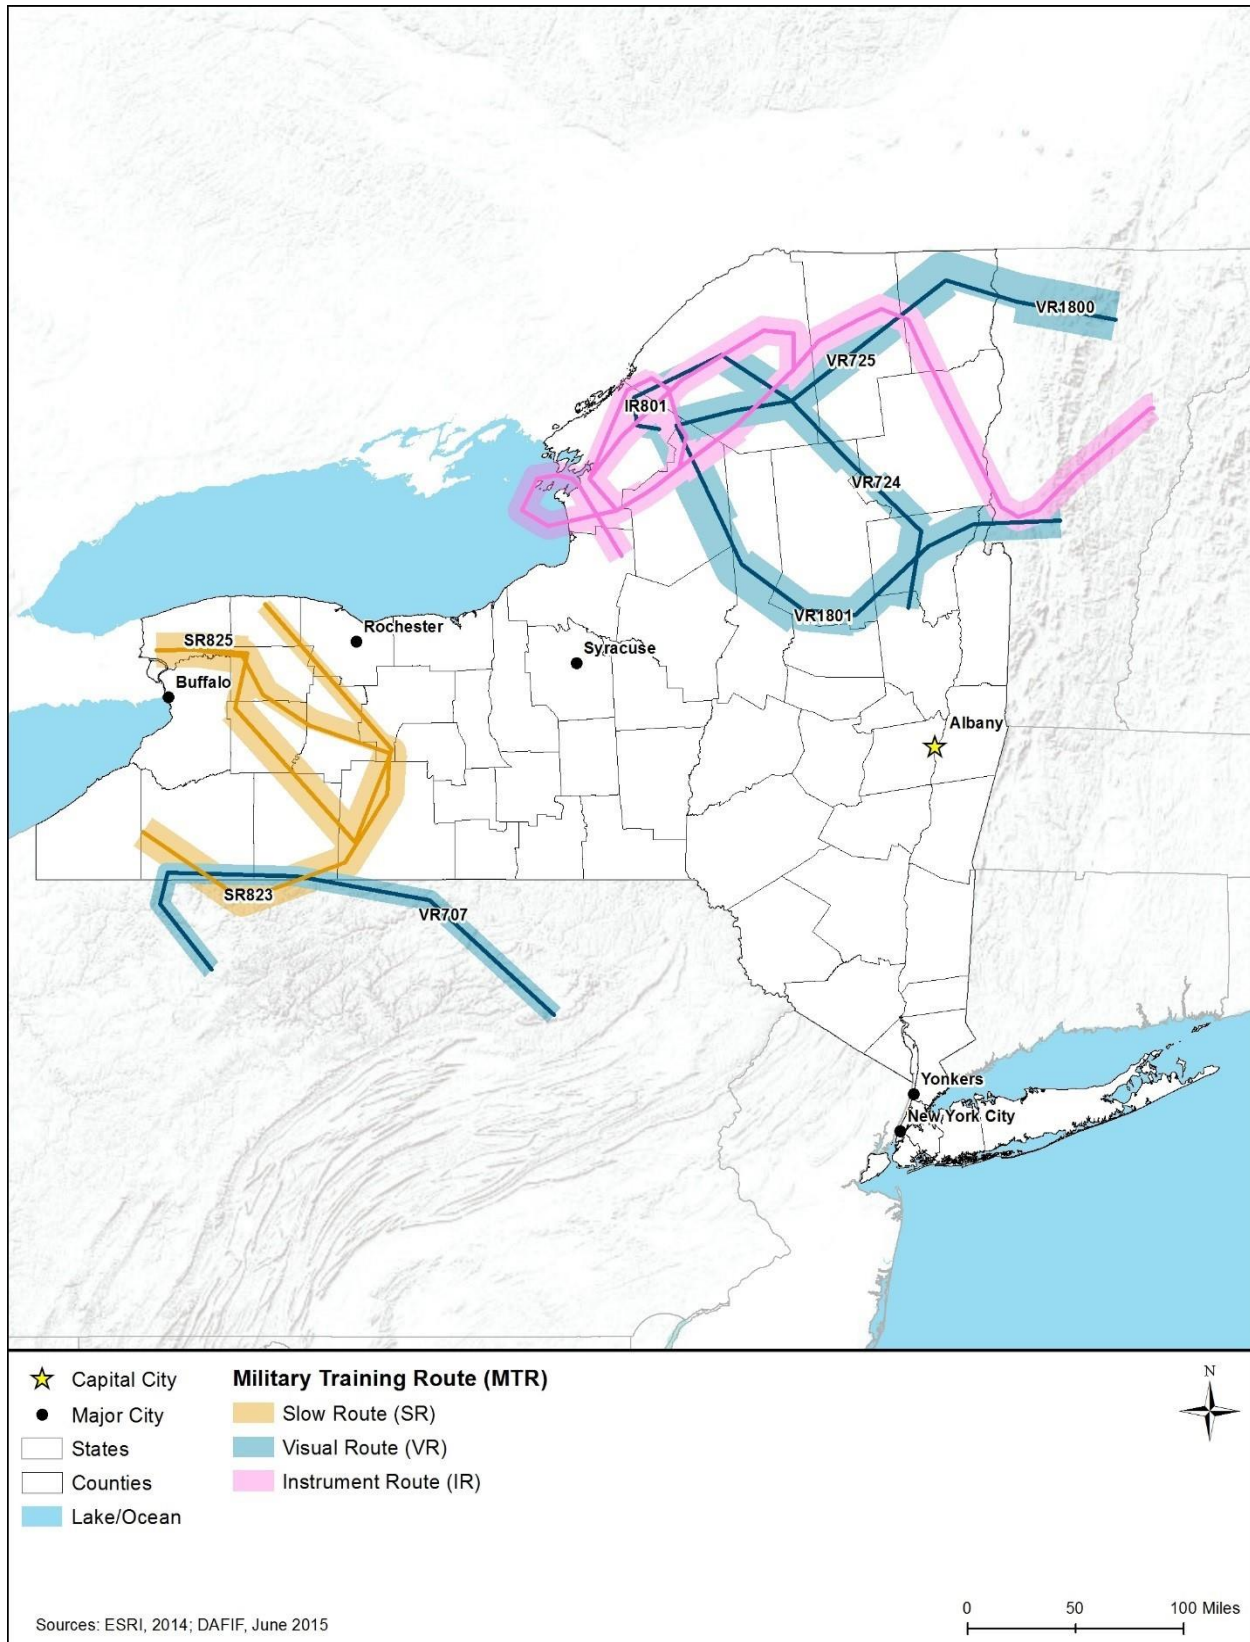 VR1800
VR725
IR801
VR724
VR1801
Rochester
SR825
Syracuse
Buffalo
Albany
SR823
VR707
Yonkers
New York City
Capital City
Major City
States
Counties
Lake/Ocean
Military Training Route (MTR)
Slow Route (SR)
Visual Route (VR)
Instrument Route (IR)
N
Sources: ESRI, 2014; DAFIF, June 2015
0 50 100 Miles